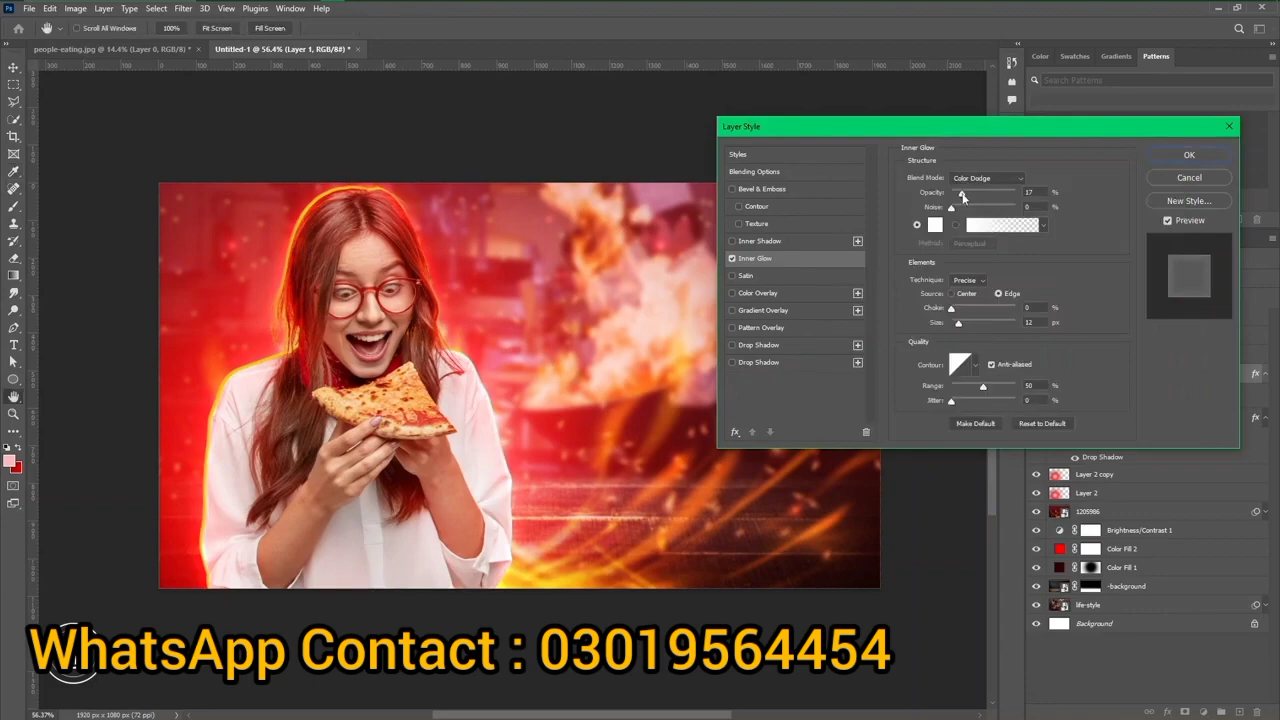 File Edit Image Layer Type Select Filter 3D View Plugins Window Help
Scroll All Windows 100% Fit Screen Fill Screen
people-eating.jpg @ 14.4% (Layer 0, RGB/8) * × Untitled-1 @ 56.4% (Layer 1, RGB/8#) * ×
Color Swatches Gradients Patterns
Search Patterns
Layer Style
Styles
Blending Options
Bevel & Emboss
Contour
Texture
Inner Shadow
Inner Glow
Satin
Color Overlay
Gradient Overlay
Pattern Overlay
Drop Shadow
Drop Shadow
Inner Glow
Structure
Blend Mode: Color Dodge
Opacity: 17 %
Noise: 0 %
Method: Perceptual
Elements
Technique: Precise
Source: Center Edge
Choke: 0 %
Size: 12 px
Quality
Contour: Anti-aliased
Range: 50 %
Jitter: 0 %
Make Default Reset to Default
OK
Cancel
New Style...
Preview
Drop Shadow
Layer 2 copy
Layer 2
1205986
Brightness/Contrast 1
Color Fill 2
Color Fill 1
-background
life-style
Background
WhatsApp Contact : 03019564454
56.37% 1920 px x 1080 px (72 ppi)